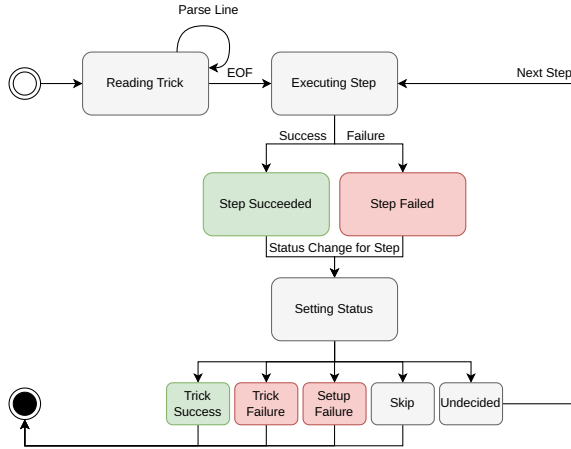 Parse Line
Reading Trick
EOF
Executing Step
Next Step
Success
Failure
Step Succeeded
Step Failed
Status Change for Step
Setting Status
Trick
Success
Trick
Failure
Setup
Failure
Skip
Undecided